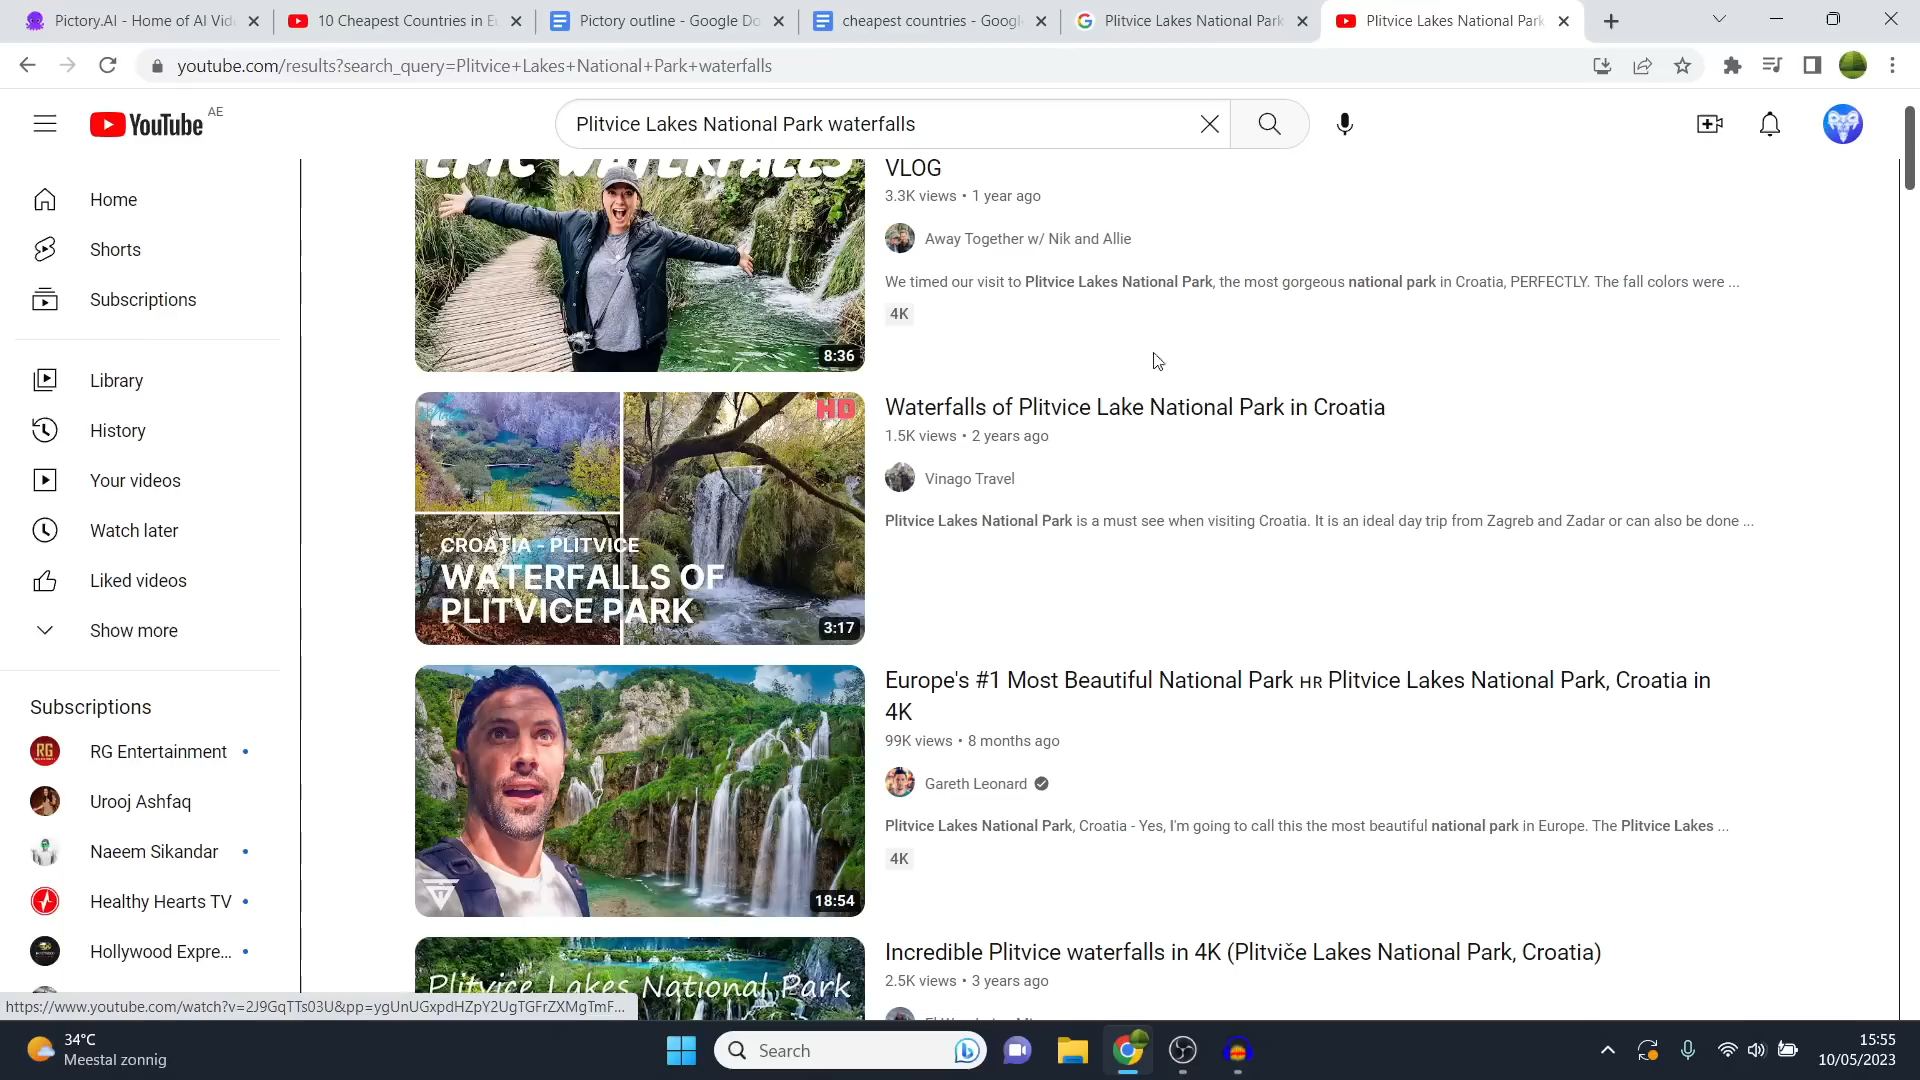 Pictory.AI - Home of AI Vid
10 Cheapest Countries in E
Pictory outline - Google Do
cheapest countries - Googl
Plitvice Lakes National Park
Plitvice Lakes National Park
youtube.com/results?search_query=Plitvice+Lakes+National+Park+waterfalls
YouTube AE
Plitvice Lakes National Park waterfalls
Home
Shorts
Subscriptions
Library
History
Your videos
Watch later
Liked videos
Show more
Subscriptions
RG Entertainment
Urooj Ashfaq
Naeem Sikandar
Healthy Hearts TV
Hollywood Expre...
EPIC WATERFALLS
8:36
VLOG
3.3K views • 1 year ago
Away Together w/ Nik and Allie
We timed our visit to Plitvice Lakes National Park, the most gorgeous national park in Croatia, PERFECTLY. The fall colors were ...
4K
HD
CROATIA - PLITVICE
WATERFALLS OF
PLITVICE PARK
3:17
Waterfalls of Plitvice Lake National Park in Croatia
1.5K views • 2 years ago
Vinago Travel
Plitvice Lakes National Park is a must see when visiting Croatia. It is an ideal day trip from Zagreb and Zadar or can also be done ...
18:54
Europe's #1 Most Beautiful National Park HR Plitvice Lakes National Park, Croatia in
4K
99K views • 8 months ago
Gareth Leonard
Plitvice Lakes National Park, Croatia - Yes, I'm going to call this the most beautiful national park in Europe. The Plitvice Lakes ...
4K
Plitvice Lakes National Park
Incredible Plitvice waterfalls in 4K (Plitviče Lakes National Park, Croatia)
2.5K views • 3 years ago
https://www.youtube.com/watch?v=2J9GqTTs03U&pp=ygUnUGxpdHZpY2UgTGFrZXMgTmF...
34°C
Meestal zonnig
Search
15:55
10/05/2023